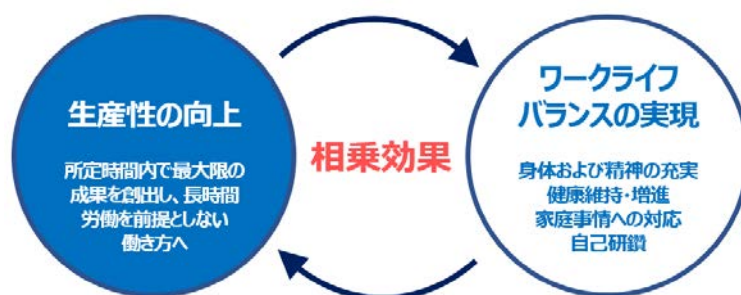 生産性の向上
所定時間内で最大限の
成果を創出し、長時間
労働を前提としない
働き方へ
相乗効果
ワークライフ
バランスの実現
身体および精神の充実
健康維持・増進
家庭事情への対応
自己研鑽